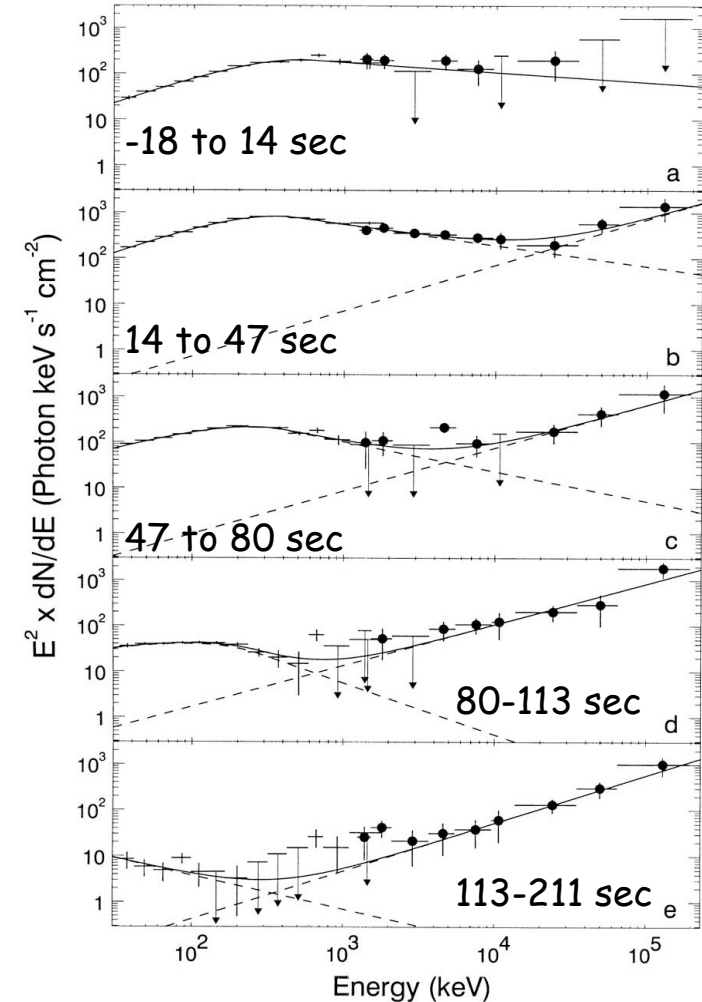 E² x dN/dE (Photon keV s⁻¹ cm⁻²)
10³
10²
10
1
-18 to 14 sec
a
10³
10²
10
1
14 to 47 sec
b
10³
10²
10
1
47 to 80 sec
c
10³
10²
10
1
80-113 sec
d
10³
10²
10
1
113-211 sec
e
10² 10³ 10⁴ 10⁵
Energy (keV)